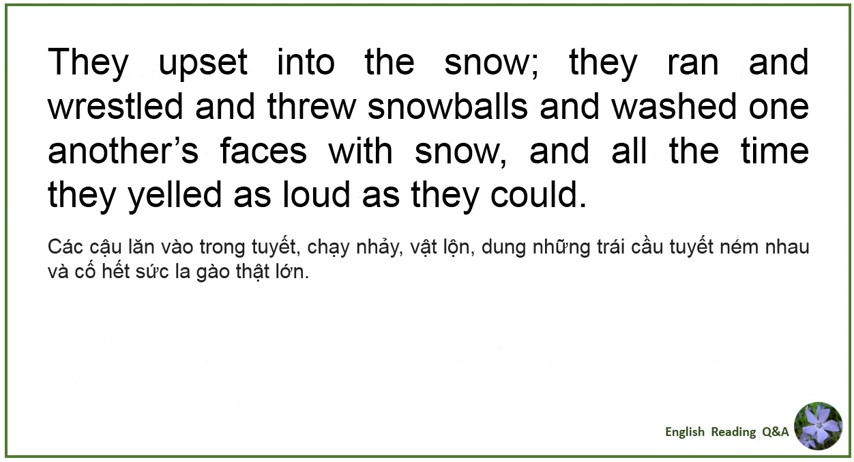 They upset into the snow; they ran and
wrestled and threw snowballs and washed one
another’s faces with snow, and all the time
they yelled as loud as they could.
Các cậu lăn vào trong tuyết, chạy nhảy, vật lộn, dung những trái cầu tuyết ném nhau
và cố hết sức la gào thật lớn.
English Reading Q&A